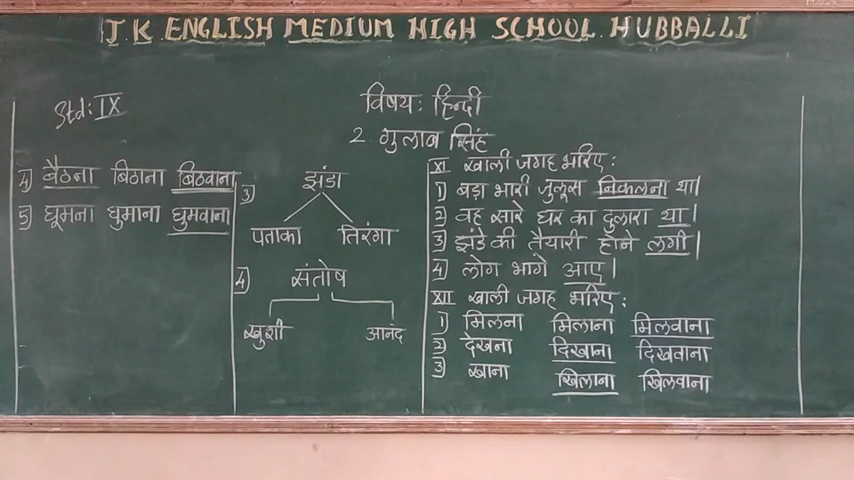 J.K ENGLISH MEDIUM HIGH SCHOOL. HUBBALLI
Std: IX
विषय: हिन्दी
2. गुलाब सिंह
4) बैठना बिठाना बिठवाना
5) घूमना घुमाना घुमवाना
3) झंडा
पताका तिरंगा
4) संतोष
खुशी आनंद
XI खाली जगह भरिए:
1) बड़ा भारी जुलूस निकलना था।
2) वह सारे घर का दुलारा था।
3) झंडे की तैयारी होने लगी।
4) लोग भागे आए।
XII खाली जगह भरिए:
1) मिलना मिलाना मिलवाना
2) देखना दिखाना दिखवाना
3) खाना खिलाना खिलवाना